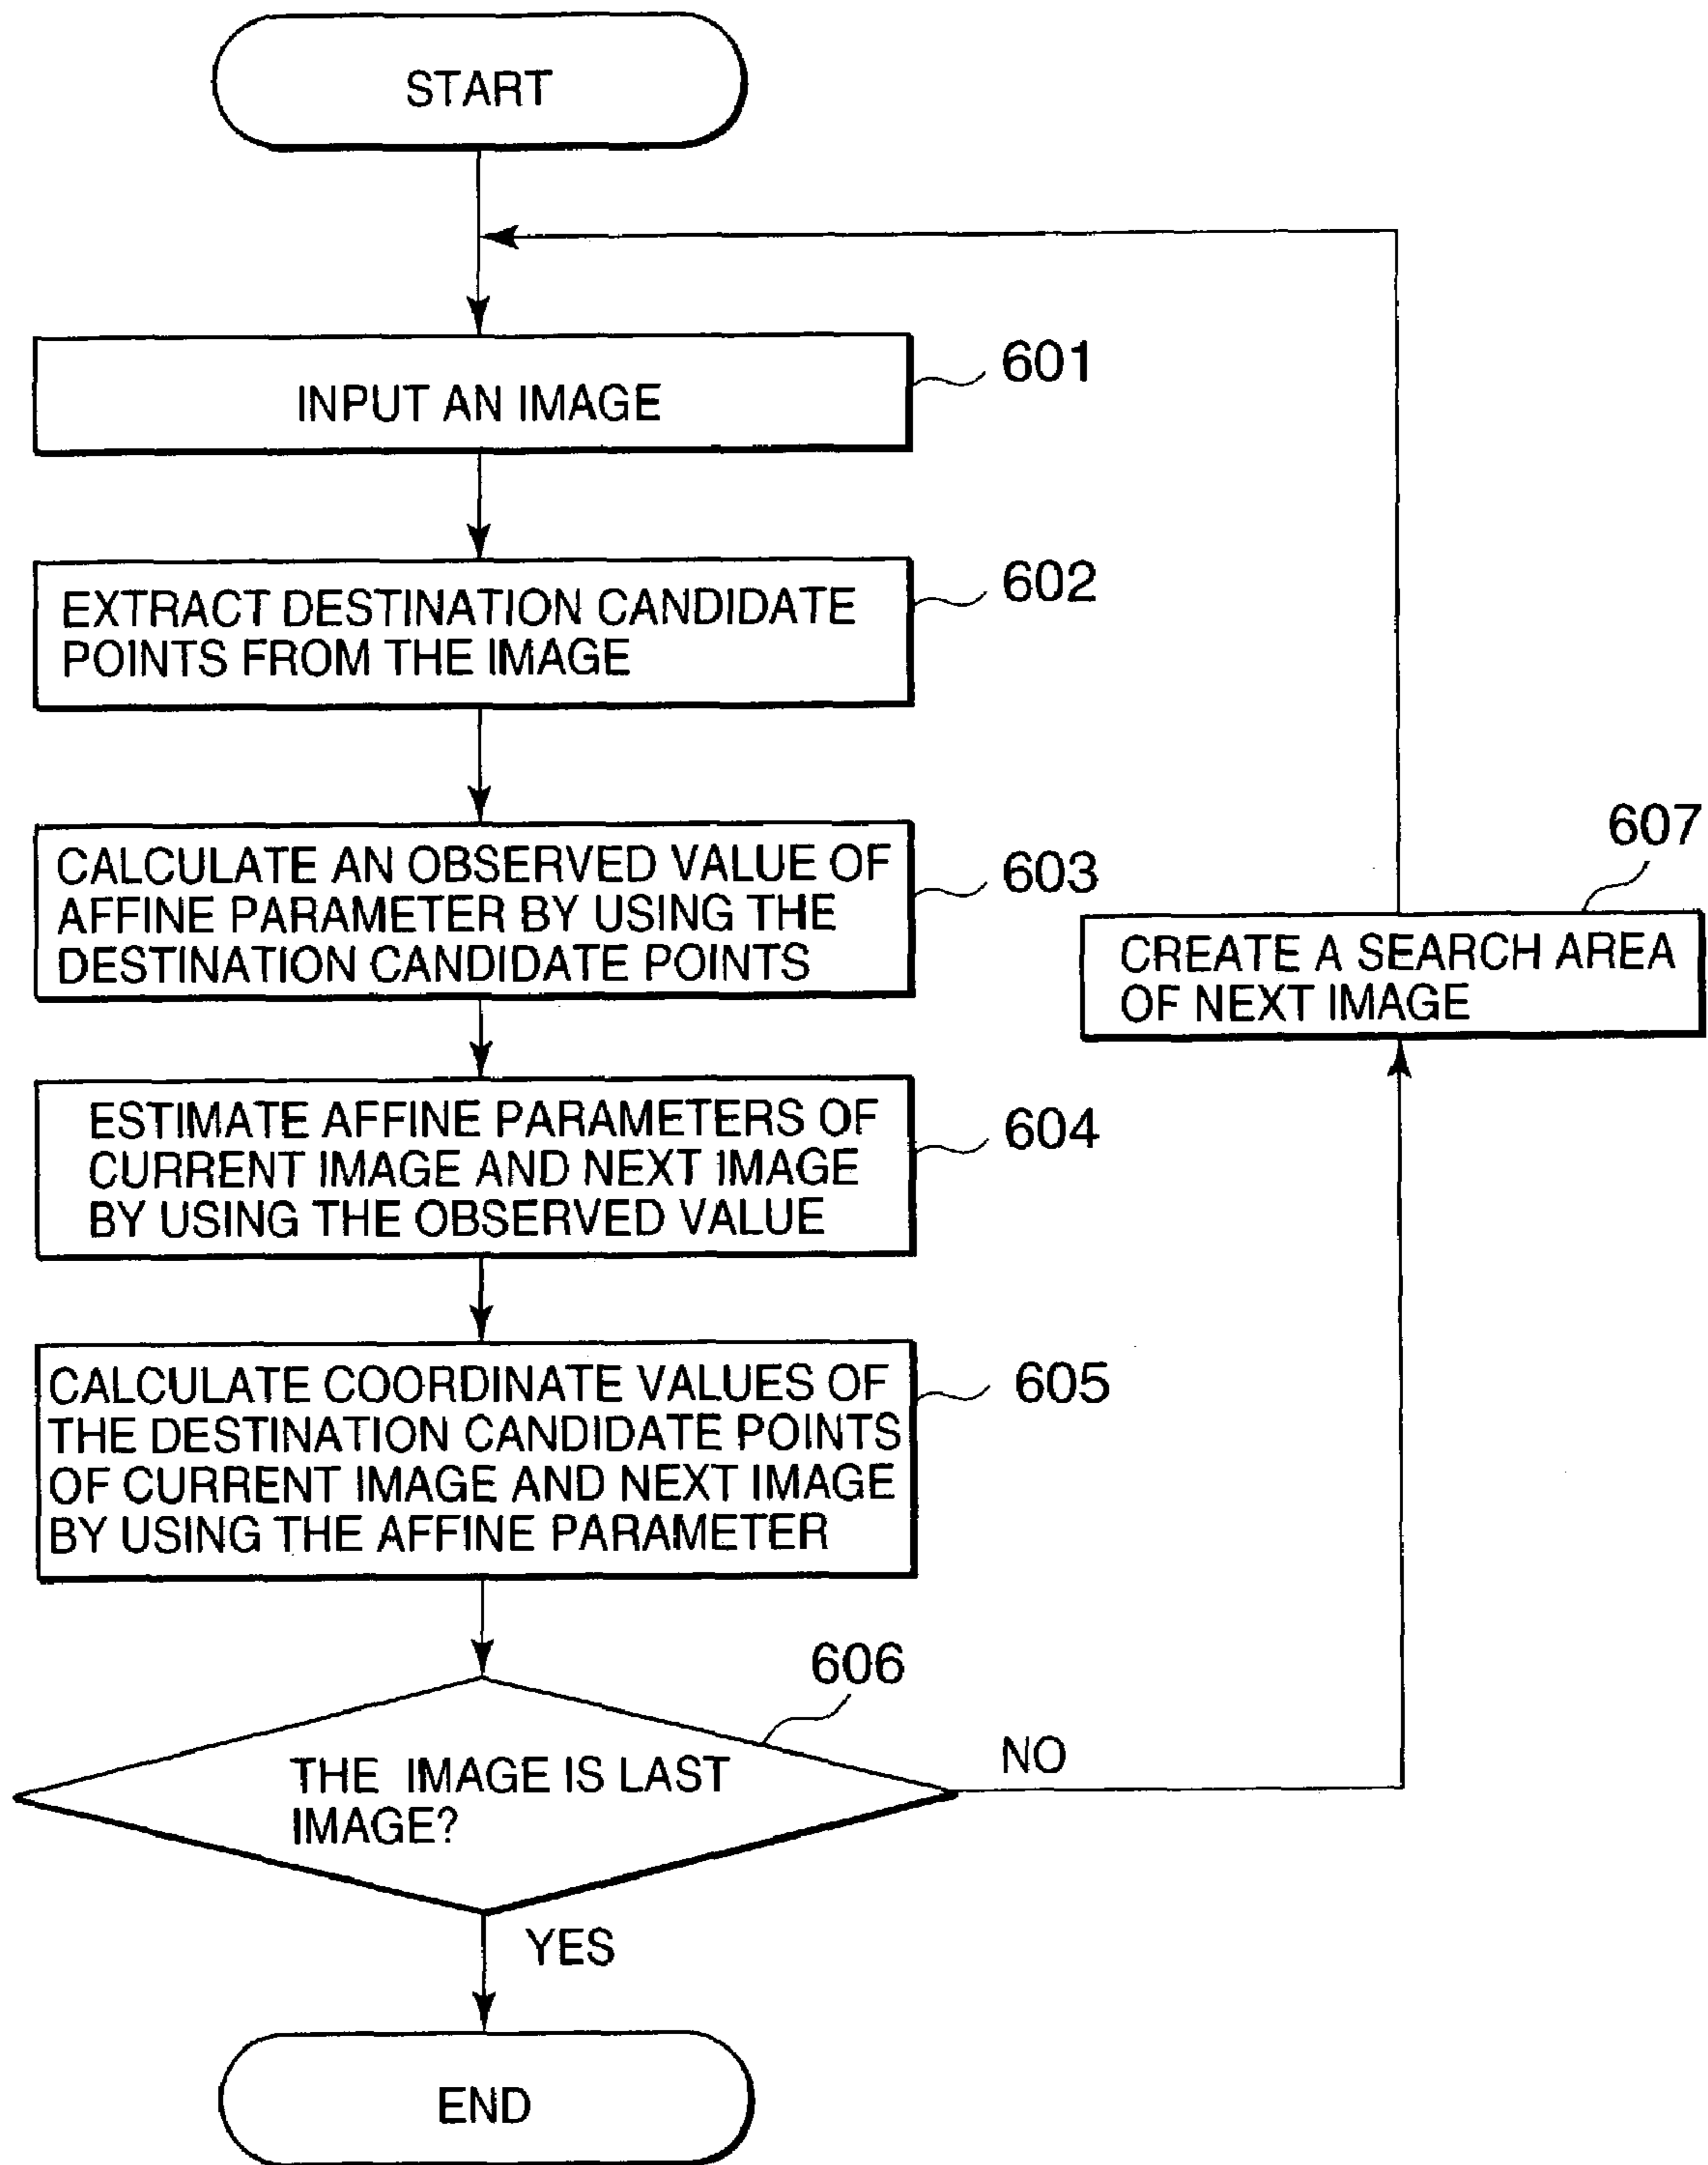 START
INPUT AN IMAGE
601
EXTRACT DESTINATION CANDIDATE
POINTS FROM THE IMAGE
602
CALCULATE AN OBSERVED VALUE OF
AFFINE PARAMETER BY USING THE
DESTINATION CANDIDATE POINTS
603
607
CREATE A SEARCH AREA
OF NEXT IMAGE
ESTIMATE AFFINE PARAMETERS OF
CURRENT IMAGE AND NEXT IMAGE
BY USING THE OBSERVED VALUE
604
CALCULATE COORDINATE VALUES OF
THE DESTINATION CANDIDATE POINTS
OF CURRENT IMAGE AND NEXT IMAGE
BY USING THE AFFINE PARAMETER
605
606
THE IMAGE IS LAST
IMAGE?
NO
YES
END